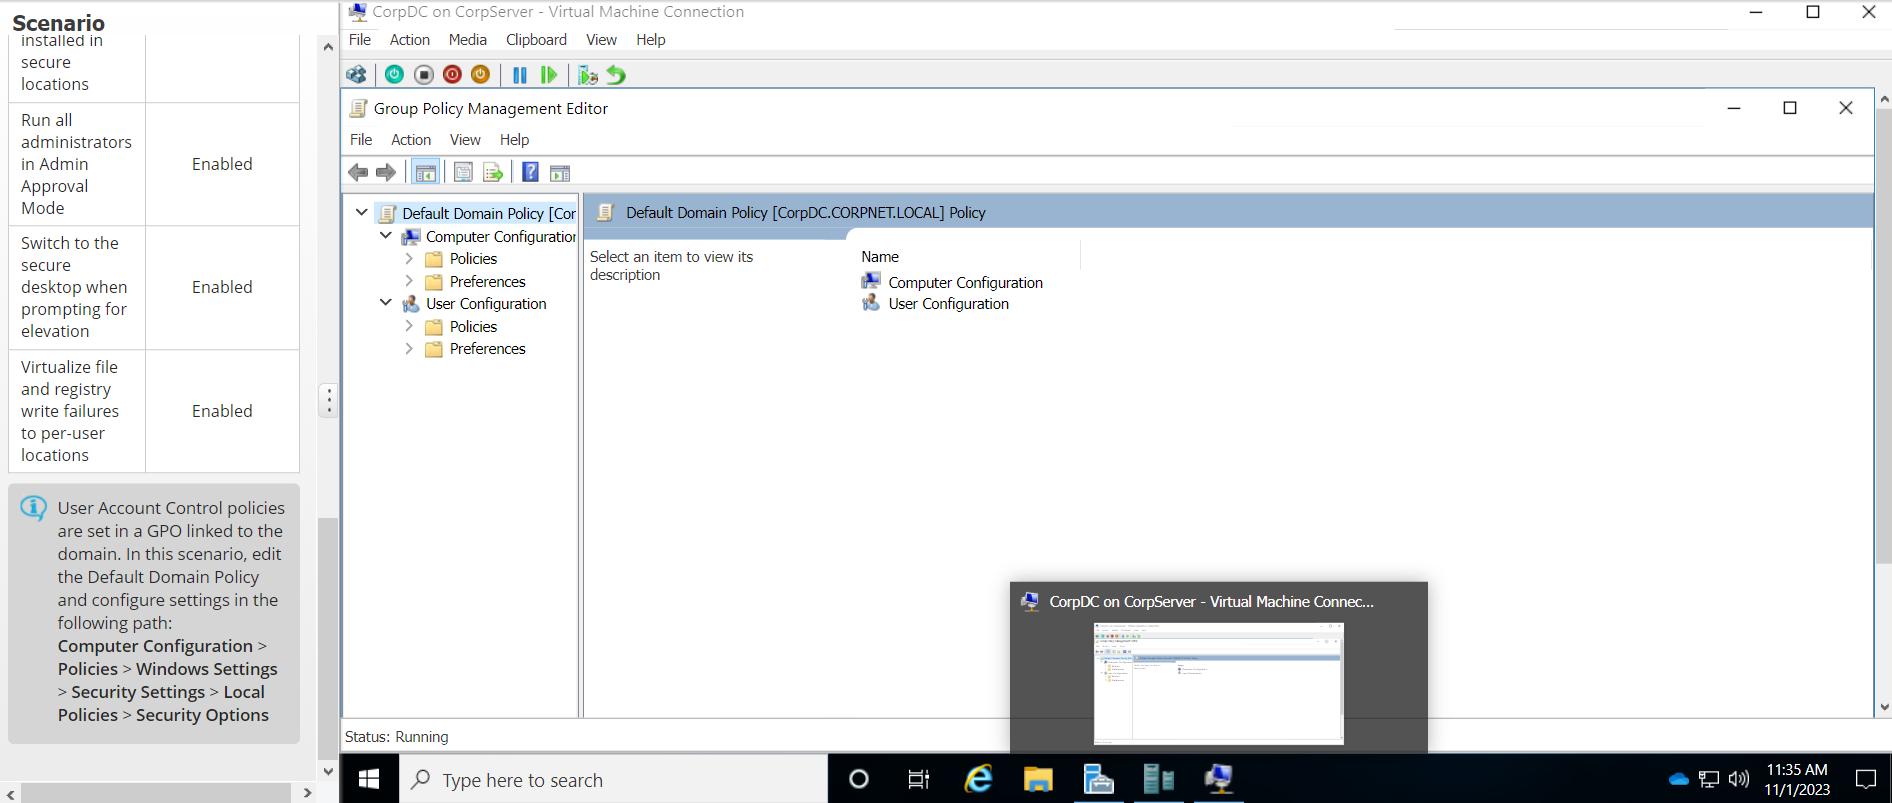 Scenario
installed in
secure
locations
Run all
administrators
in Admin
Approval
Mode
Enabled
Switch to the
secure
desktop when
prompting for
elevation
Enabled
Virtualize file
and registry
write failures
to per-user
locations
Enabled
User Account Control policies
are set in a GPO linked to the
domain. In this scenario, edit
the Default Domain Policy
and configure settings in the
following path:
Computer Configuration >
Policies > Windows Settings
> Security Settings > Local
Policies > Security Options
CorpDC on CorpServer - Virtual Machine Connection
File Action Media Clipboard View Help
Group Policy Management Editor
File Action View Help
Default Domain Policy [Cor
Computer Configuration
Policies
Preferences
User Configuration
Policies
Preferences
Default Domain Policy [CorpDC.CORPNET.LOCAL] Policy
Select an item to view its
description
Name
Computer Configuration
User Configuration
CorpDC on CorpServer - Virtual Machine Connec...
Status: Running
Type here to search
11:35 AM
11/1/2023